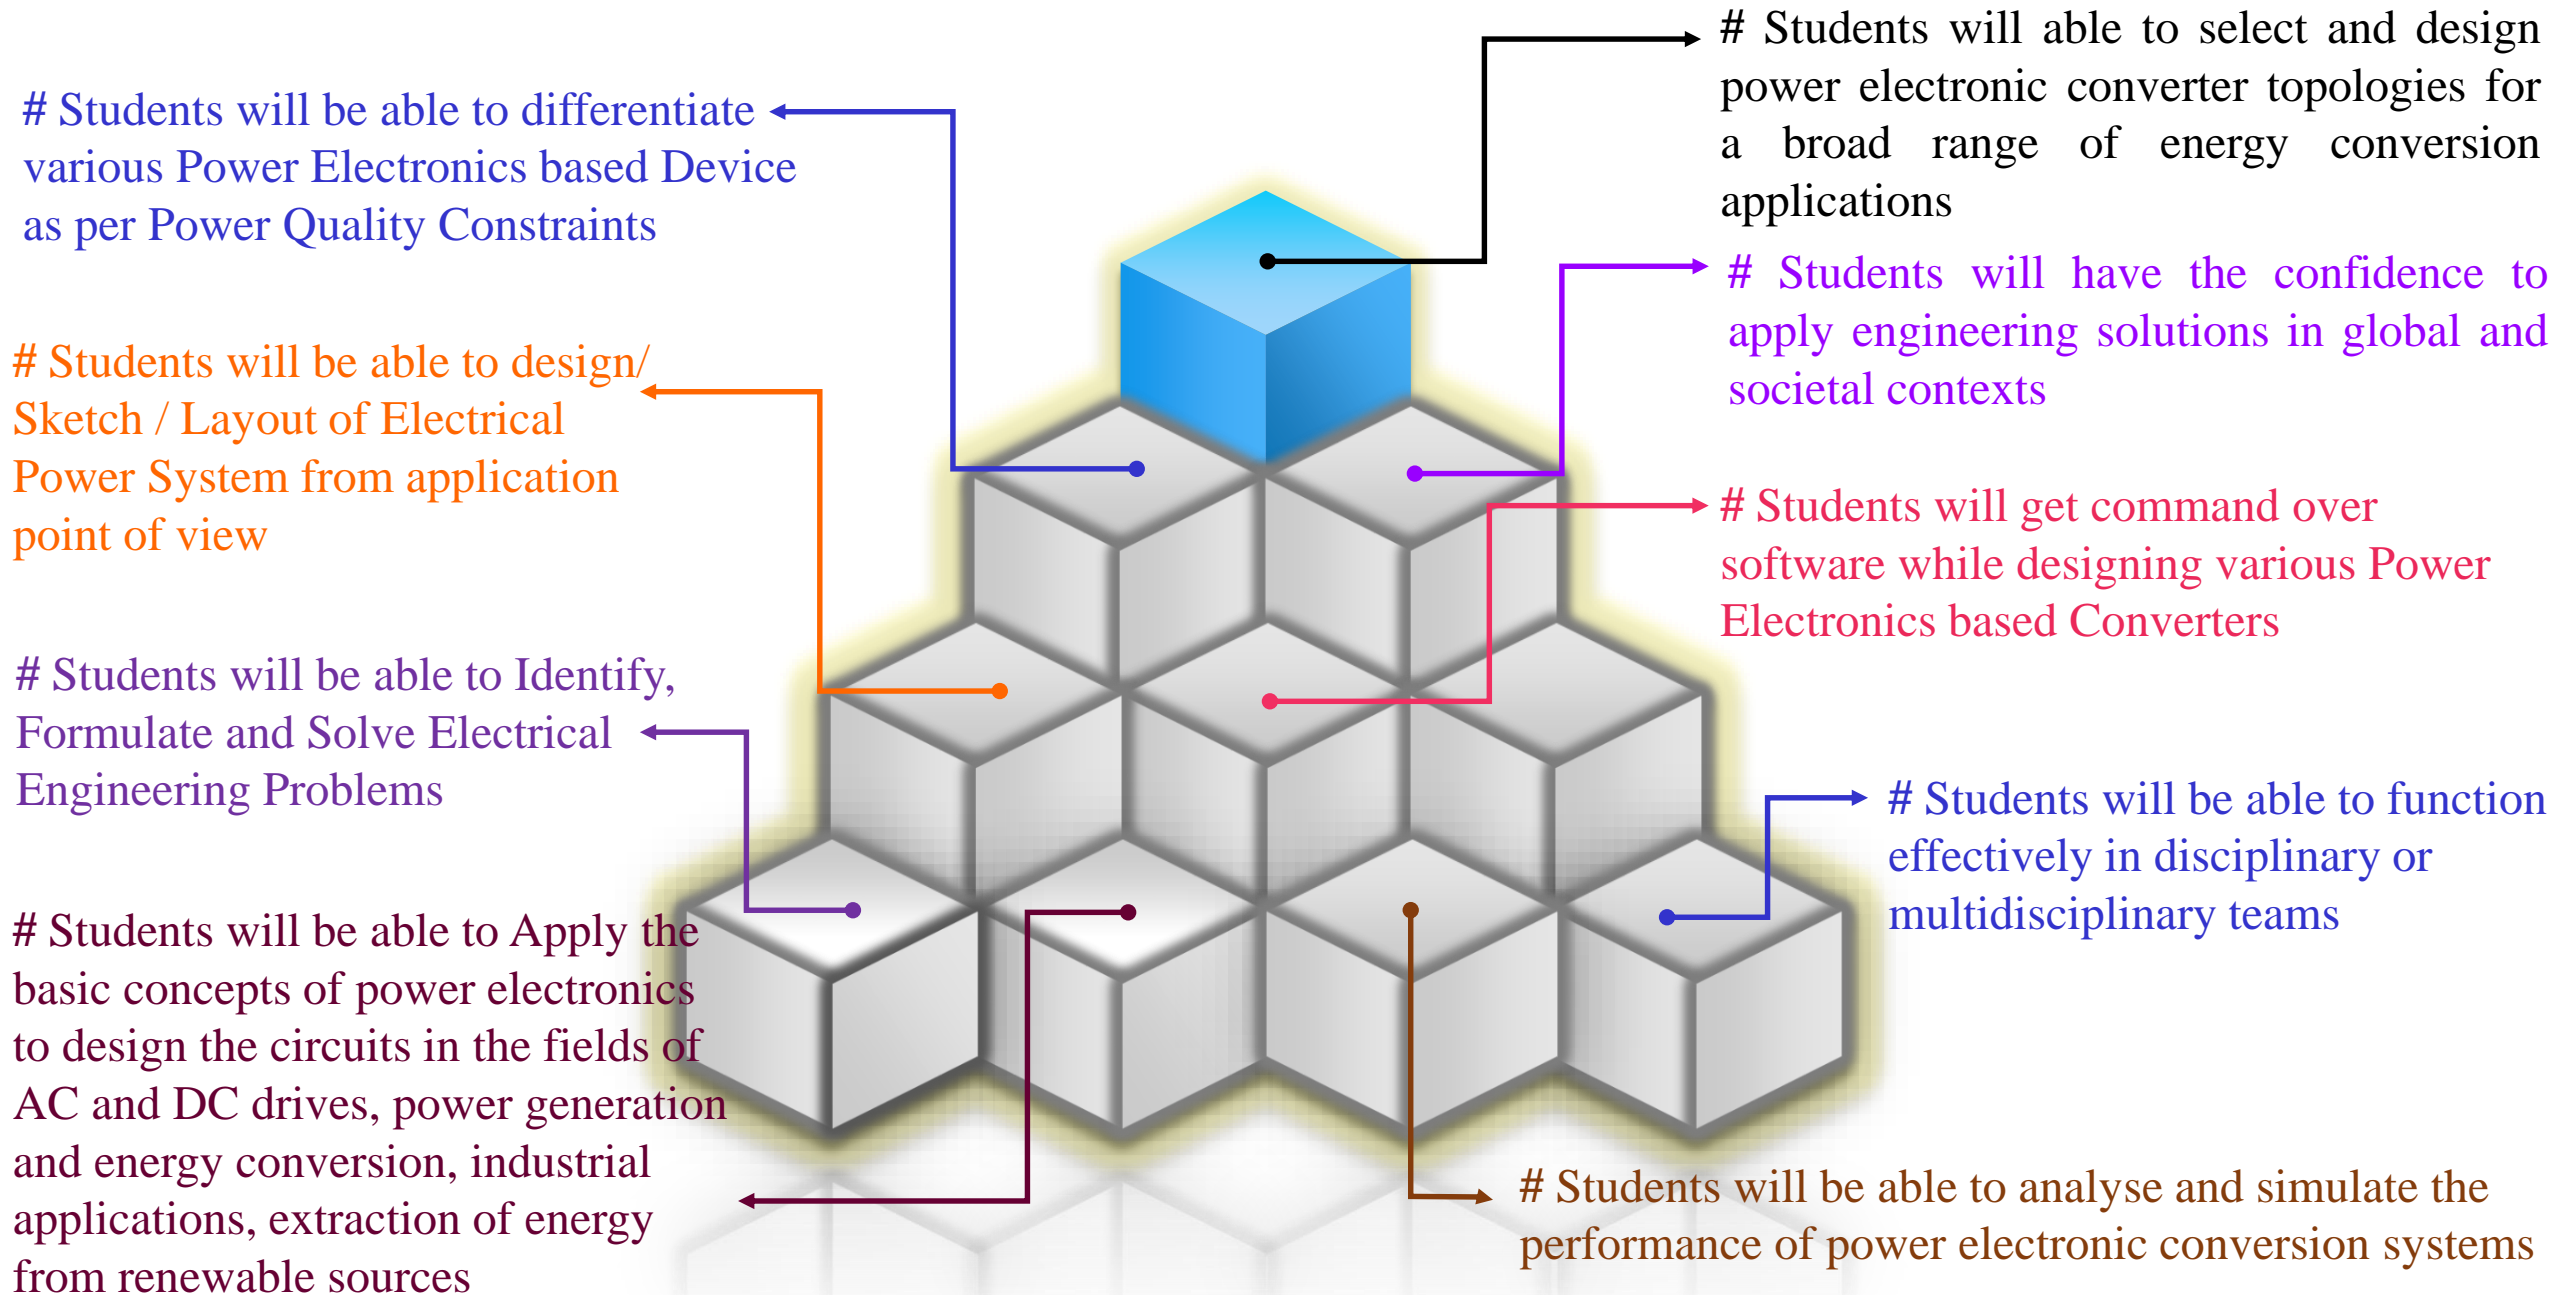 # Students will be able to differentiate
various Power Electronics based Device
as per Power Quality Constraints
# Students will be able to design/
Sketch / Layout of Electrical
Power System from application
point of view
# Students will be able to Identify,
Formulate and Solve Electrical
Engineering Problems
# Students will be able to Apply the
basic concepts of power electronics
to design the circuits in the fields of
AC and DC drives, power generation
and energy conversion, industrial
applications, extraction of energy
from renewable sources
# Students will able to select and design
power electronic converter topologies for
a broad range of energy conversion
applications
# Students will have the confidence to
apply engineering solutions in global and
societal contexts
# Students will get command over
software while designing various Power
Electronics based Converters
# Students will be able to function
effectively in disciplinary or
multidisciplinary teams
# Students will be able to analyse and simulate the
performance of power electronic conversion systems